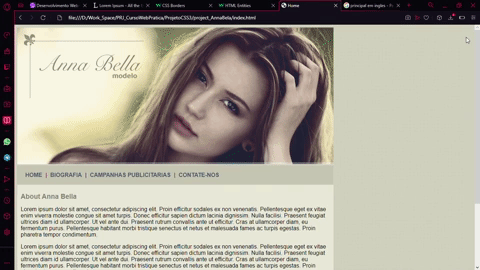 Desenvolvimento Web
Lorem Ipsum - All the
CSS Borders
HTML Entities
Home
principal em ingles - P
file:///D:/Work_Space/PRJ_CursoWebPratica/ProjetoCSS3/project_AnnaBella/index.html
Anna Bella
modelo
HOME | BIOGRAFIA | CAMPANHAS PUBLICITARIAS | CONTATE-NOS
About Anna Bella
Lorem ipsum dolor sit amet, consectetur adipiscing elit. Proin efficitur sodales ex non venenatis. Pellentesque eget ex vitae
enim viverra molestie congue sit amet turpis. Donec efficitur sapien dictum lacinia dignissim. Nulla facilisi. Praesent feugiat
ultrices diam id ullamcorper. Ut vel ante dui. Praesent rutrum convallis ante ut efficitur. Cras at ullamcorper diam, eu
fermentum purus. Pellentesque habitant morbi tristique senectus et netus et malesuada fames ac turpis egestas. Proin
pharetra tempor condimentum.
Lorem ipsum dolor sit amet, consectetur adipiscing elit. Proin efficitur sodales ex non venenatis. Pellentesque eget ex vitae
enim viverra molestie congue sit amet turpis. Donec efficitur sapien dictum lacinia dignissim. Nulla facilisi. Praesent feugiat
ultrices diam id ullamcorper. Ut vel ante dui. Praesent rutrum convallis ante ut efficitur. Cras at ullamcorper diam, eu
fermentum purus. Pellentesque habitant morbi tristique senectus et netus et malesuada fames ac turpis egestas. Proin